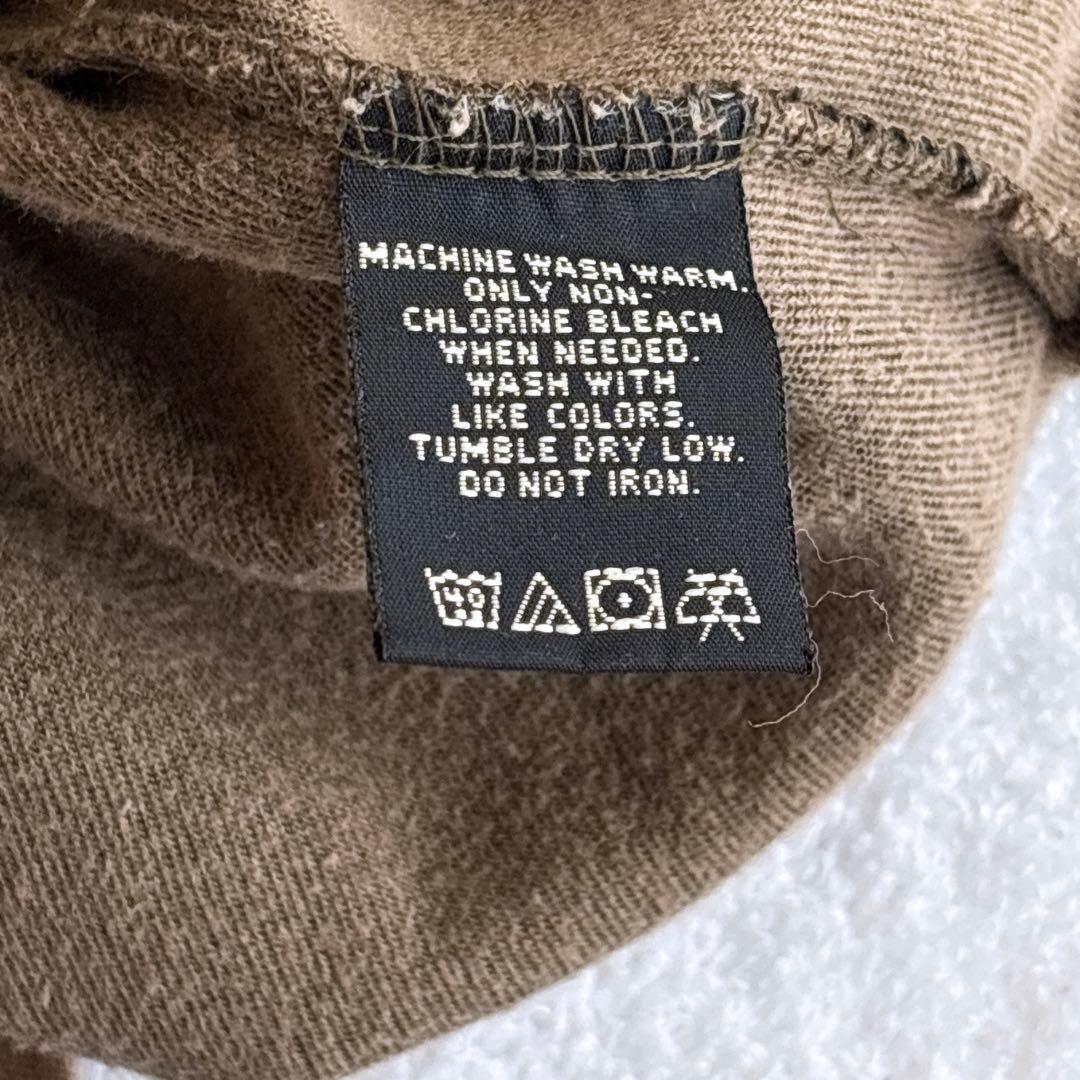 MACHINE WASH WARM.
ONLY NON-
CHLORINE BLEACH
WHEN NEEDED.
WASH WITH
LIKE COLORS.
TUMBLE DRY LOW.
DO NOT IRON.
40